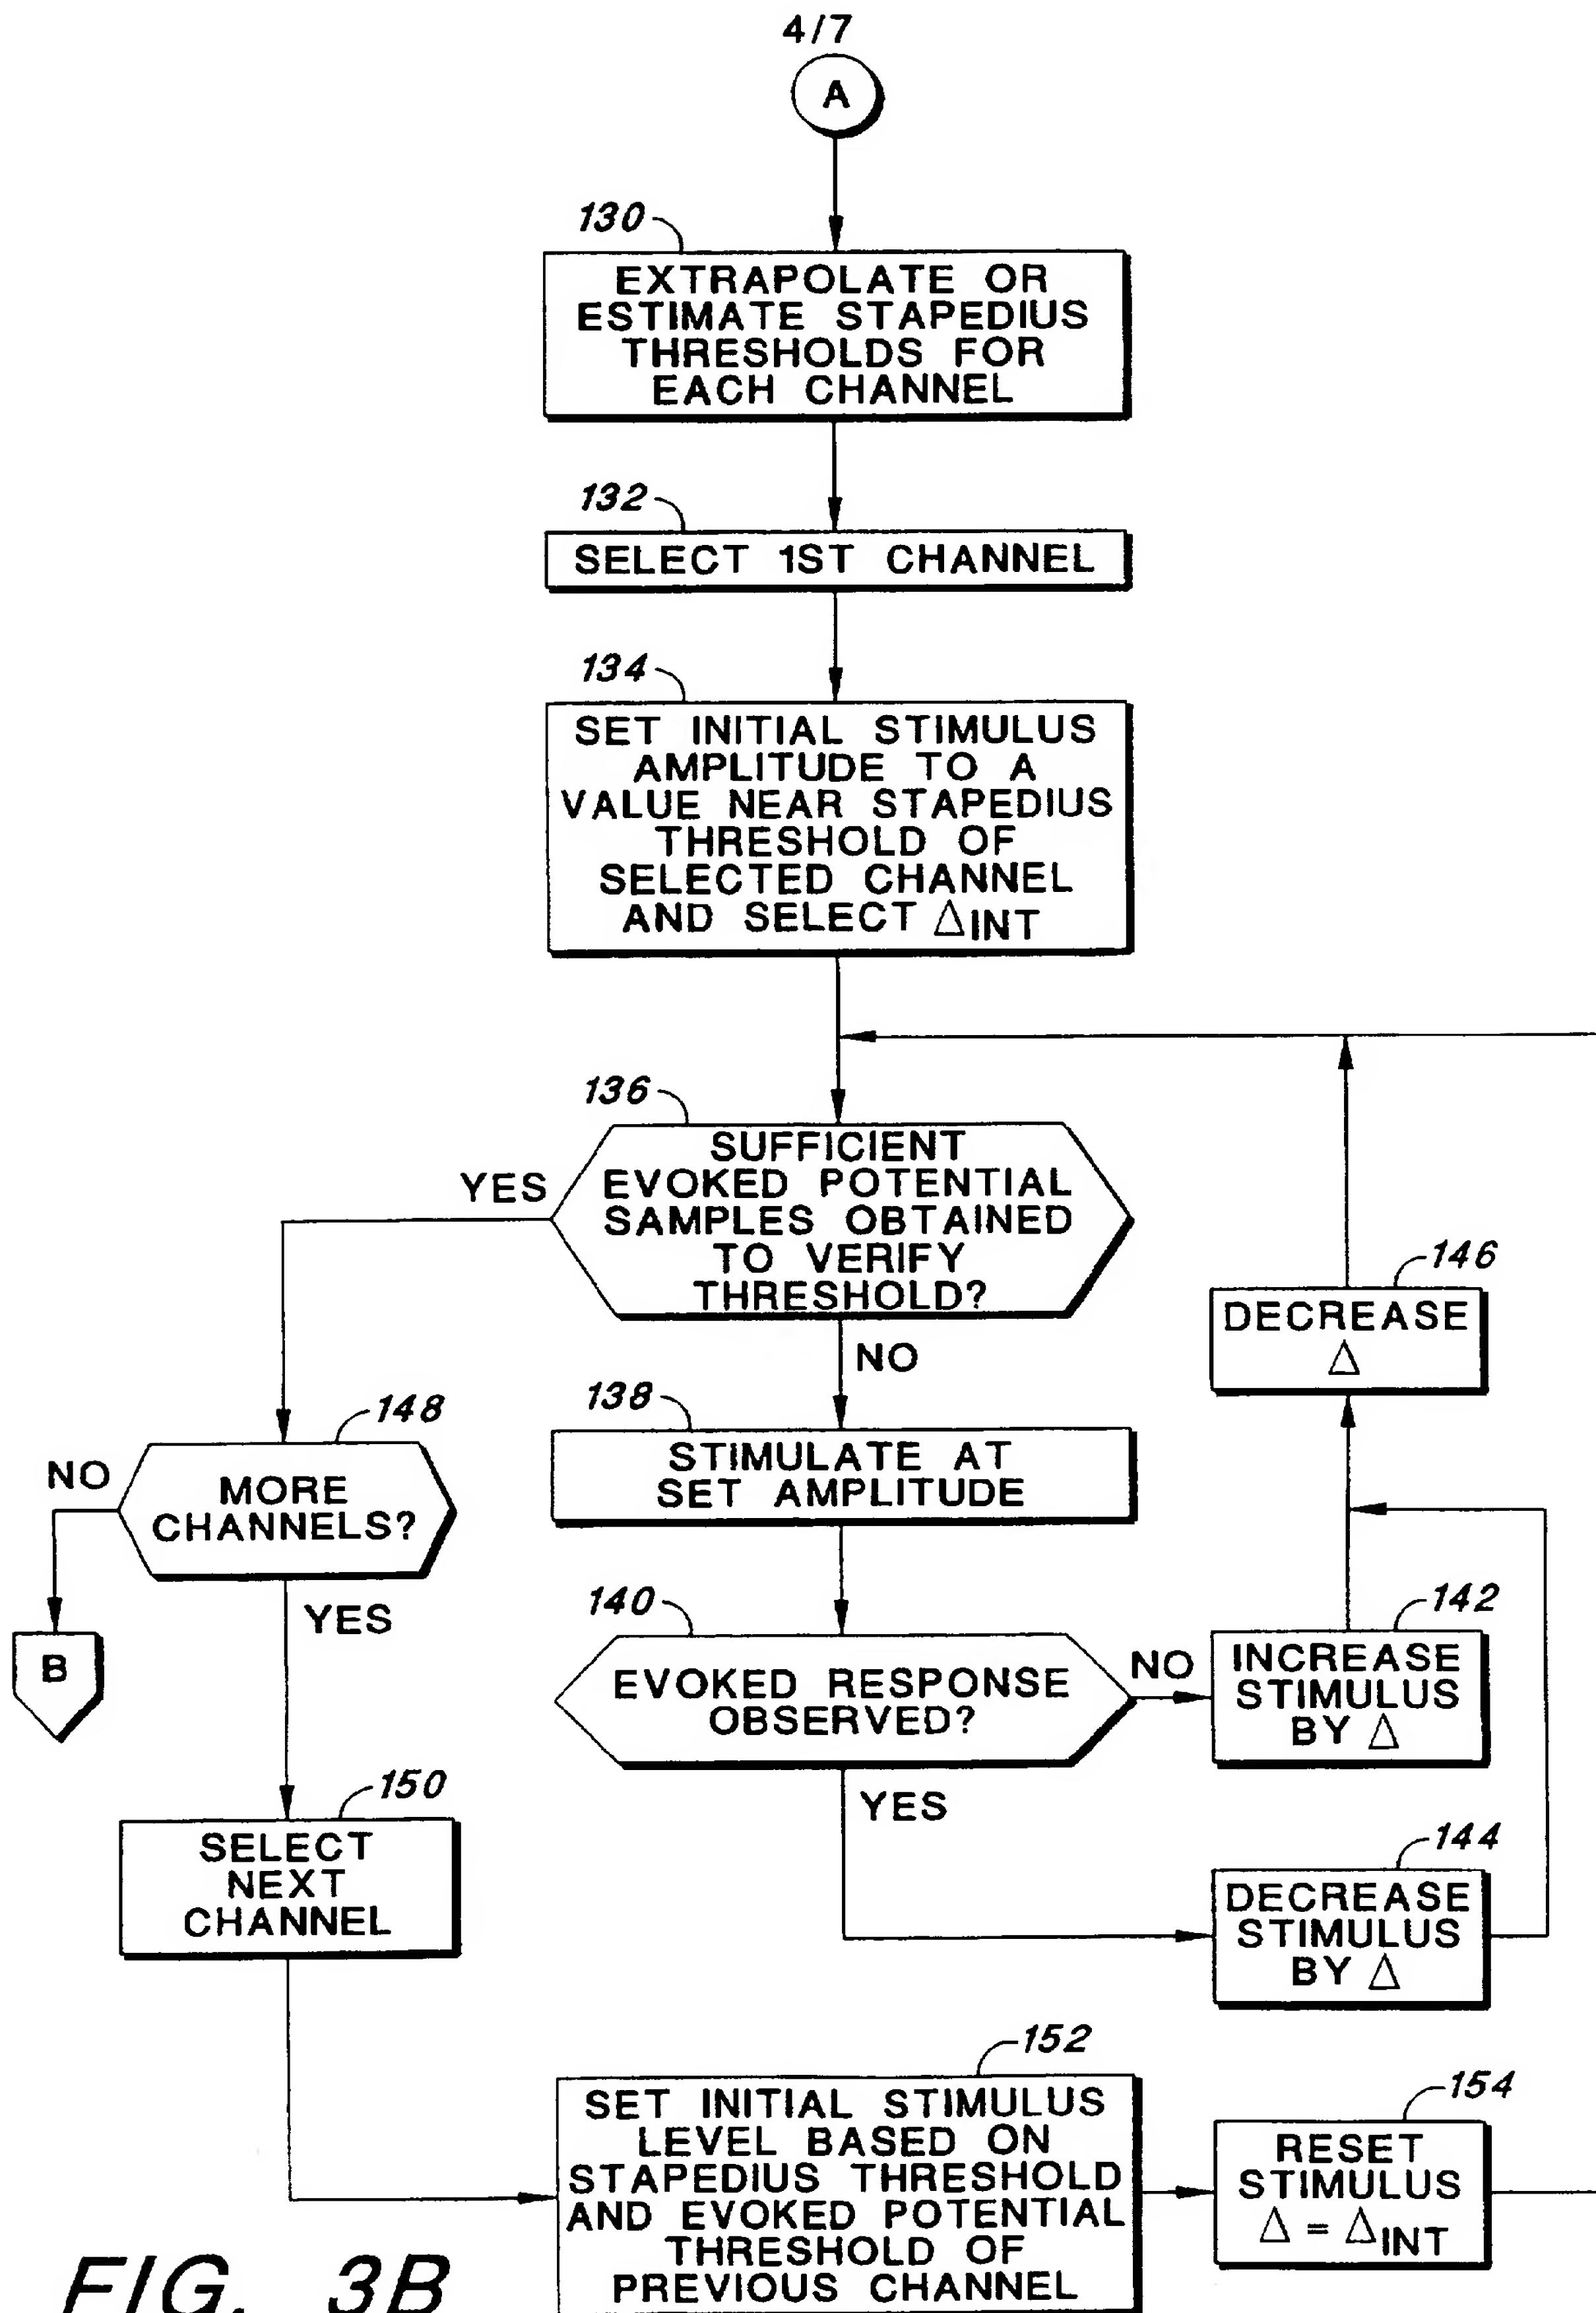 4/7
A
130
EXTRAPOLATE OR
ESTIMATE STAPEDIUS
THRESHOLDS FOR
EACH CHANNEL
132
SELECT 1ST CHANNEL
134
SET INITIAL STIMULUS
AMPLITUDE TO A
VALUE NEAR STAPEDIUS
THRESHOLD OF
SELECTED CHANNEL
AND SELECT ΔINT
136
SUFFICIENT
EVOKED POTENTIAL
SAMPLES OBTAINED
TO VERIFY
THRESHOLD?
YES
NO
146
DECREASE
Δ
148
MORE
CHANNELS?
NO
YES
B
138
STIMULATE AT
SET AMPLITUDE
140
EVOKED RESPONSE
OBSERVED?
NO
YES
142
INCREASE
STIMULUS
BY Δ
144
DECREASE
STIMULUS
BY Δ
150
SELECT
NEXT
CHANNEL
152
SET INITIAL STIMULUS
LEVEL BASED ON
STAPEDIUS THRESHOLD
AND EVOKED POTENTIAL
THRESHOLD OF
PREVIOUS CHANNEL
154
RESET
STIMULUS
Δ = ΔINT
FIG. 3B